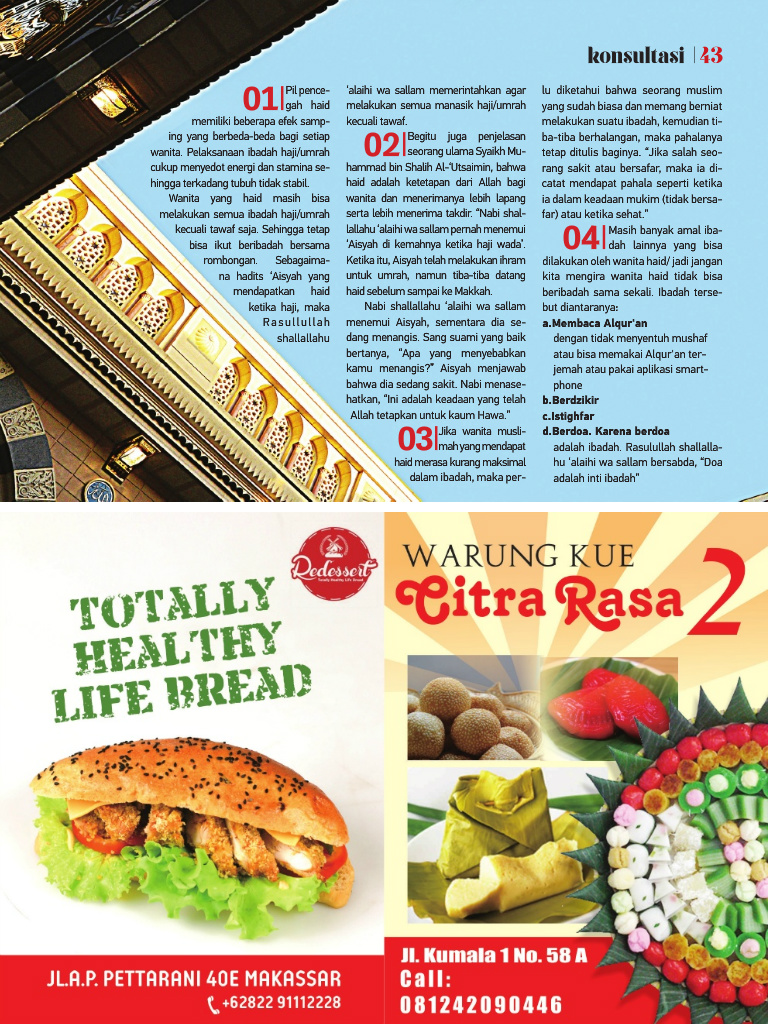 konsultasi | 43
01 Pil pence-
gah haid
memiliki beberapa efek samp-
ing yang berbeda-beda bagi setiap
wanita. Pelaksanaan ibadah haji/umrah
cukup menyedot energi dan stamina se-
hingga terkadang tubuh tidak stabil.
Wanita yang haid masih bisa
melakukan semua ibadah haji/umrah
kecuali tawaf saja. Sehingga tetap
bisa ikut beribadah bersama
rombongan. Sebagaima-
na hadits ‘Aisyah yang
mendapatkan haid
ketika haji, maka
Rasullullah
shallallahu
‘alaihi wa sallam memerintahkan agar
melakukan semua manasik haji/umrah
kecuali tawaf.
02 Begitu juga penjelasan
seorang ulama Syaikh Mu-
hammad bin Shalih Al-‘Utsaimin, bahwa
haid adalah ketetapan dari Allah bagi
wanita dan menerimanya lebih lapang
serta lebih menerima takdir. “Nabi shal-
lallahu ‘alaihi wa sallam pernah menemui
‘Aisyah di kemahnya ketika haji wada’.
Ketika itu, Aisyah telah melakukan ihram
untuk umrah, namun tiba-tiba datang
haid sebelum sampai ke Makkah.
Nabi shallallahu ‘alaihi wa sallam
menemui Aisyah, sementara dia se-
dang menangis. Sang suami yang baik
bertanya, “Apa yang menyebabkan
kamu menangis?” Aisyah menjawab
bahwa dia sedang sakit. Nabi menase-
hatkan, “Ini adalah keadaan yang telah
Allah tetapkan untuk kaum Hawa.”
03 Jika wanita musli-
mah yang mendapat
haid merasa kurang maksimal
dalam ibadah, maka per-
lu diketahui bahwa seorang muslim
yang sudah biasa dan memang berniat
melakukan suatu ibadah, kemudian ti-
ba-tiba berhalangan, maka pahalanya
tetap ditulis baginya. “Jika salah seo-
rang sakit atau bersafar, maka ia di-
catat mendapat pahala seperti ketika
ia dalam keadaan mukim (tidak bersa-
far) atau ketika sehat.”
04 Masih banyak amal iba-
dah lainnya yang bisa
dilakukan oleh wanita haid/ jadi jangan
kita mengira wanita haid tidak bisa
beribadah sama sekali. Ibadah terse-
but diantaranya:
a.Membaca Alqur’an
dengan tidak menyentuh mushaf
atau bisa memakai Alqur’an ter-
jemah atau pakai aplikasi smart-
phone
b.Berdzikir
c.Istighfar
d.Berdoa. Karena berdoa
adalah ibadah. Rasulullah shallalla-
hu ‘alaihi wa sallam bersabda, “Doa
adalah inti ibadah”
Dedessert
Totally Healthy Life Bread
TOTALLY
HEALTHY
LIFE BREAD
JL.A.P. PETTARANI 40E MAKASSAR
+62822 91112228
WARUNG KUE
Citra Rasa 2
Jl. Kumala 1 No. 58 A
Call:
081242090446